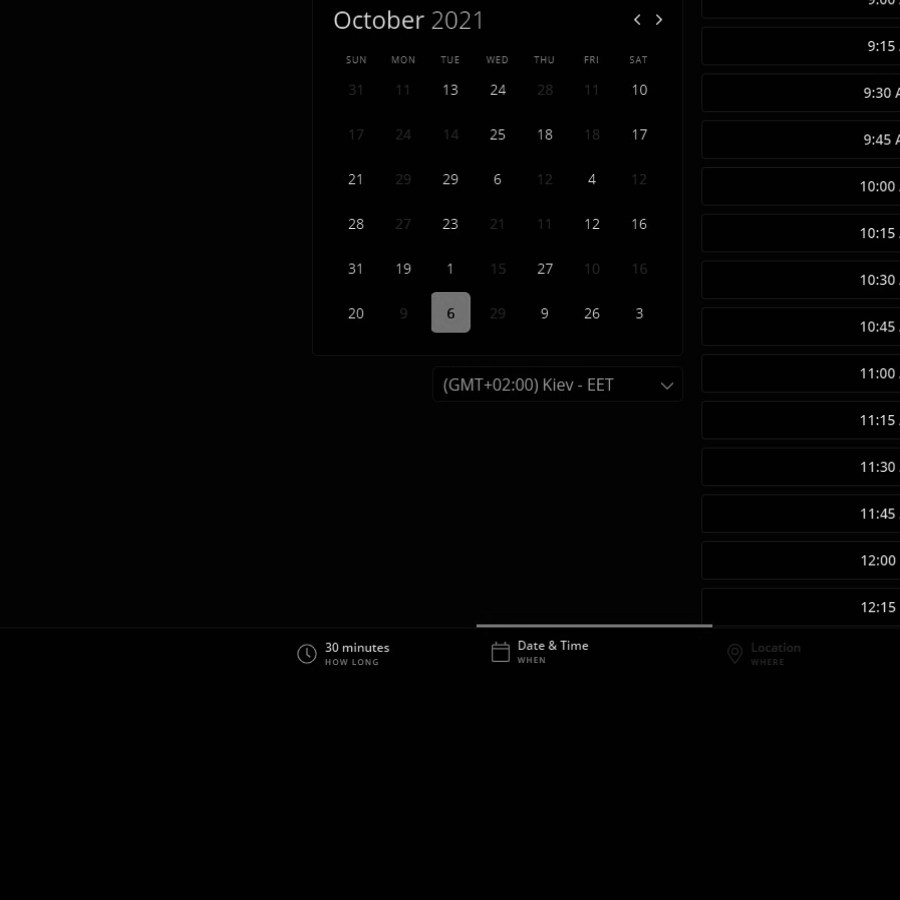 October 2021
SUN MON TUE WED THU FRI SAT
31 11 13 24 28 11 10
17 24 14 25 18 18 17
21 29 29 6 12 4 12
28 27 23 21 11 12 16
31 19 1 15 27 10 16
20 9 6 29 9 26 3
(GMT+02:00) Kiev - EET
9:15
9:30
9:45
10:00
10:15
10:30
10:45
11:00
11:15
11:30
11:45
12:00
12:15
30 minutes
HOW LONG
Date & Time
WHEN
Location
WHERE